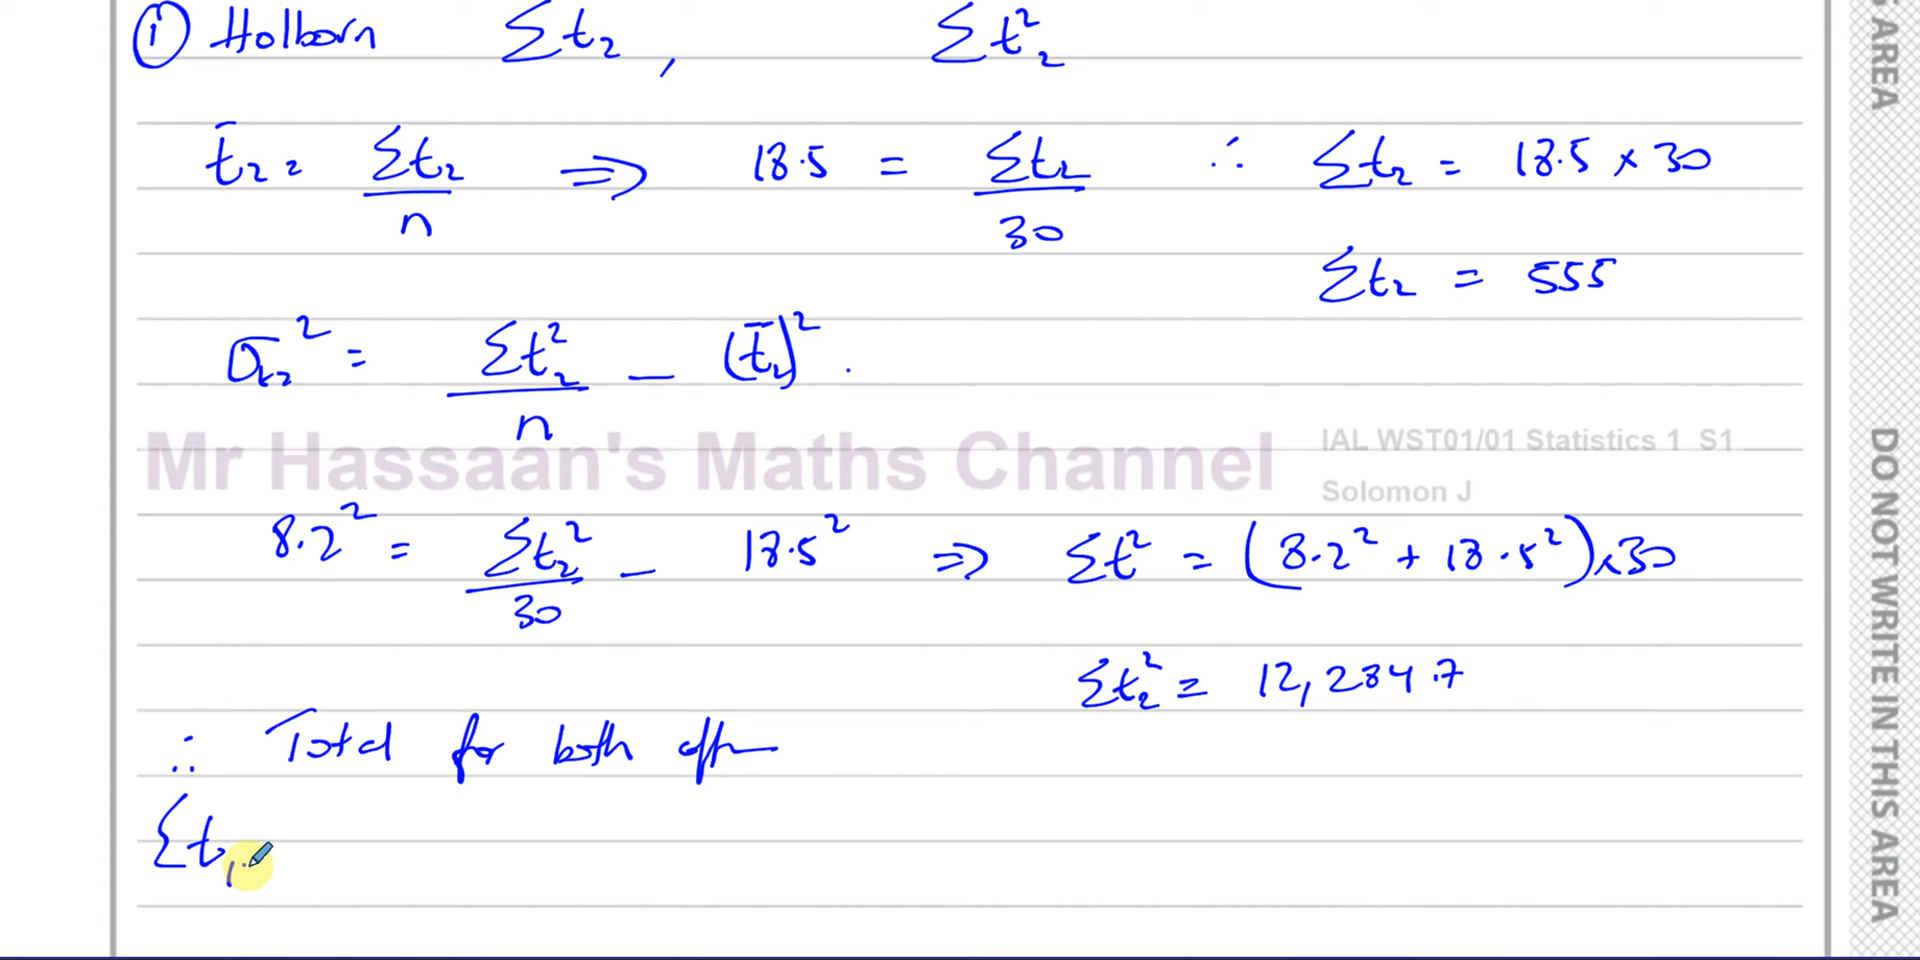 ① Holborn Σt₂, Σt₂²
t̄₂ = Σt₂/n ⇒ 18.5 = Σt₂/30 ∴ Σt₂ = 18.5 × 30
Σt₂ = 555
σt₂² = Σt₂²/n − (t̄₂)².
Mr Hassaan's Maths Channel
IAL WST01/01 Statistics 1 S1
Solomon J
8.2² = Σt₂²/30 − 18.5² ⇒ Σt² = (8.2² + 18.5²)×30
Σt₂² = 12,284.7
∴ Total for both
Σt₁
S AREA
DO NOT WRITE IN THIS AREA